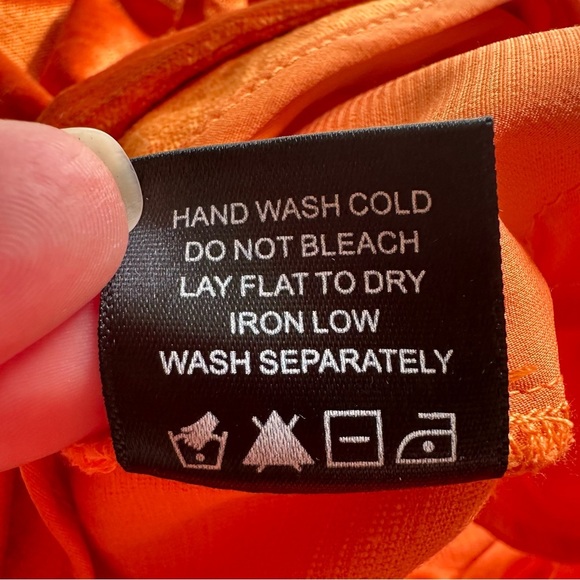 HAND WASH COLD
DO NOT BLEACH
LAY FLAT TO DRY
IRON LOW
WASH SEPARATELY